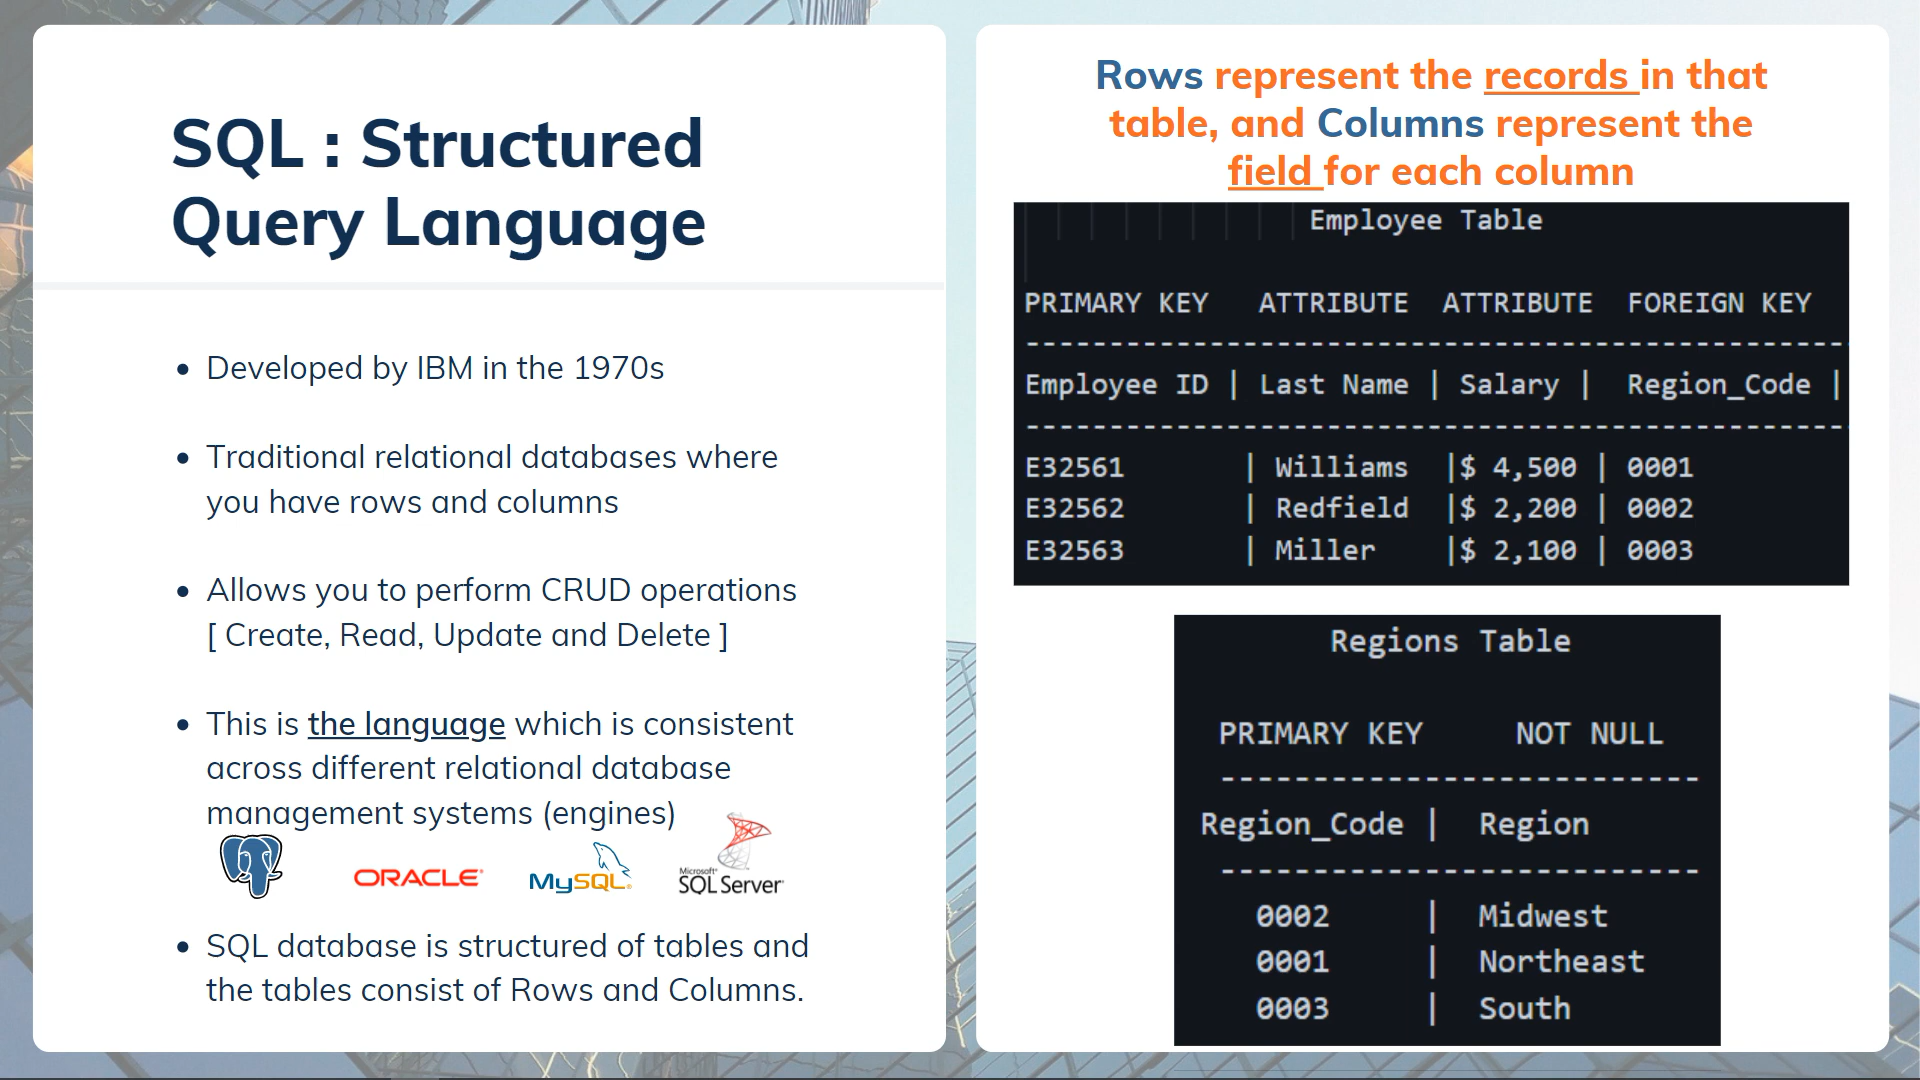 SQL : Structured
Query Language
• Developed by IBM in the 1970s
• Traditional relational databases where
you have rows and columns
• Allows you to perform CRUD operations
[ Create, Read, Update and Delete ]
• This is the language which is consistent
across different relational database
management systems (engines)
ORACLE
MySQL
Microsoft
SQL Server
• SQL database is structured of tables and
the tables consist of Rows and Columns.
Rows represent the records in that
table, and Columns represent the
field for each column
Employee Table
PRIMARY KEY ATTRIBUTE ATTRIBUTE FOREIGN KEY
--------------------------------------------------
Employee ID | Last Name | Salary | Region_Code |
--------------------------------------------------
E32561 | Williams |$ 4,500 | 0001
E32562 | Redfield |$ 2,200 | 0002
E32563 | Miller |$ 2,100 | 0003
Regions Table
PRIMARY KEY NOT NULL
--------------------------
Region_Code | Region
--------------------------
0002 | Midwest
0001 | Northeast
0003 | South